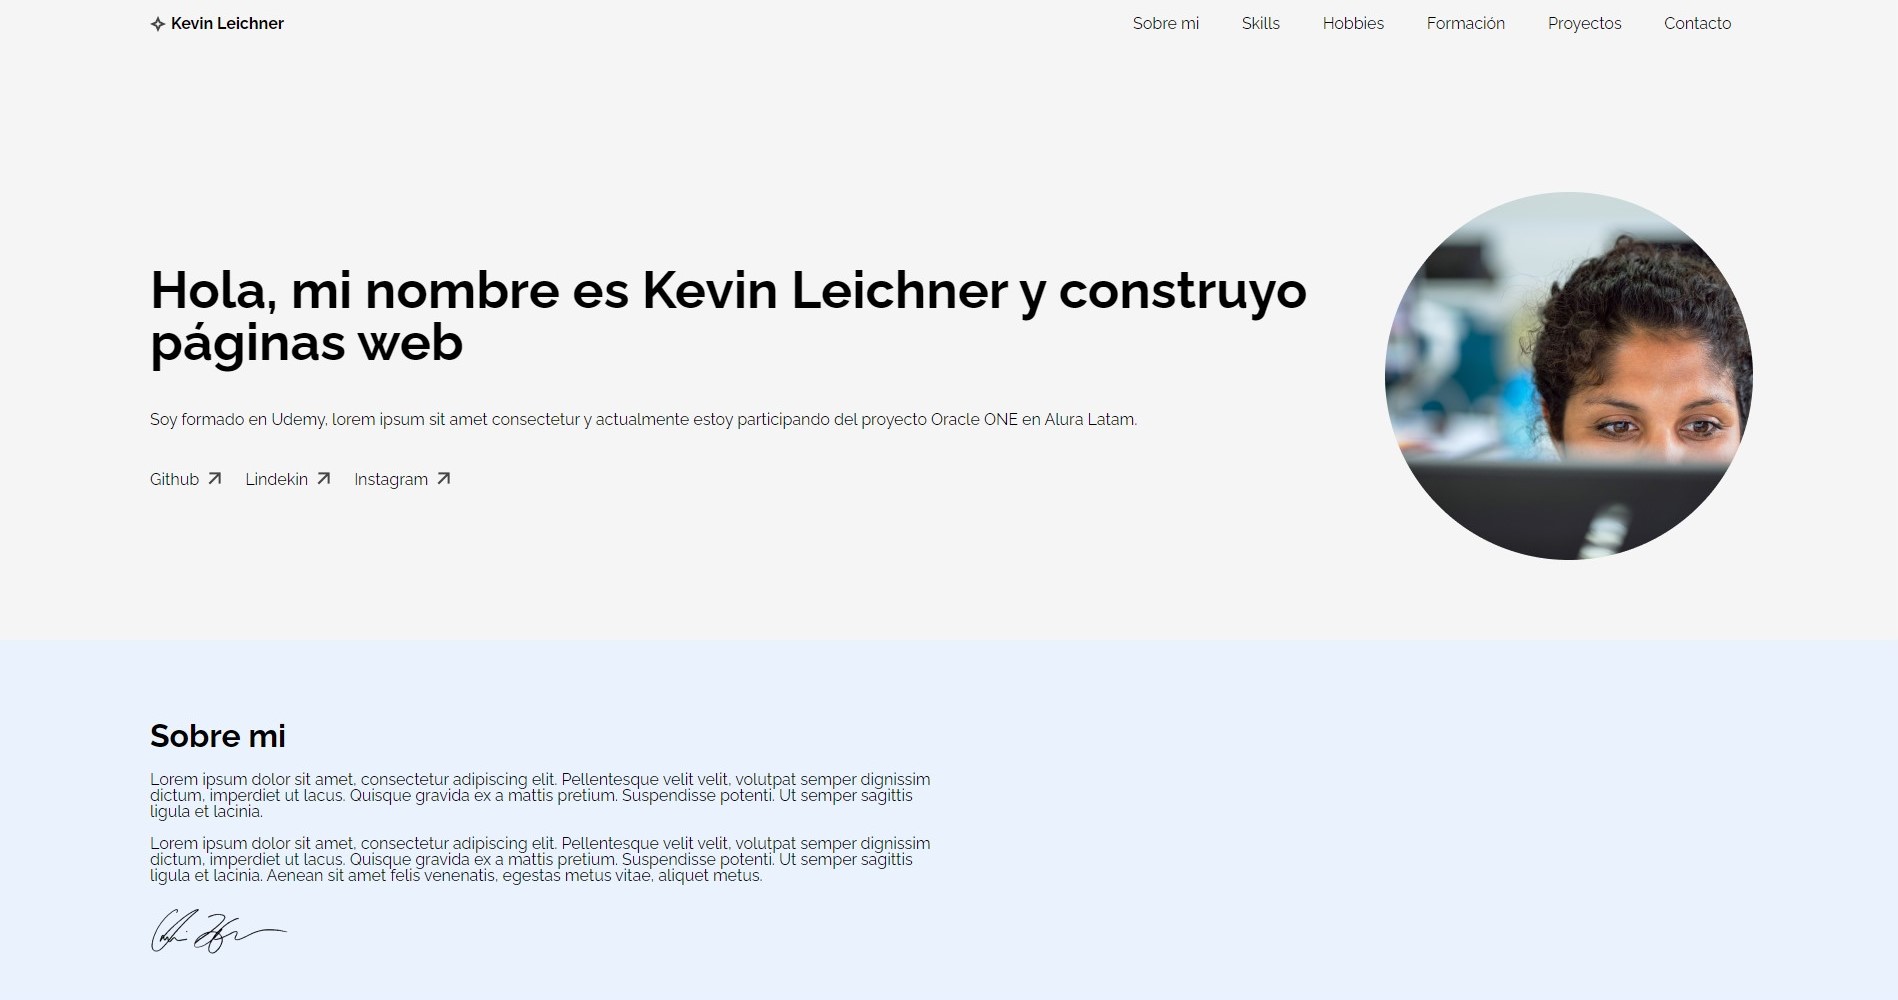 Kevin Leichner
Sobre mi Skills Hobbies Formación Proyectos Contacto
Hola, mi nombre es Kevin Leichner y construyo
páginas web
Soy formado en Udemy, lorem ipsum sit amet consectetur y actualmente estoy participando del proyecto Oracle ONE en Alura Latam.
Github Lindekin Instagram
Sobre mi
Lorem ipsum dolor sit amet, consectetur adipiscing elit. Pellentesque velit velit, volutpat semper dignissim
dictum, imperdiet ut lacus. Quisque gravida ex a mattis pretium. Suspendisse potenti. Ut semper sagittis
ligula et lacinia.
Lorem ipsum dolor sit amet, consectetur adipiscing elit. Pellentesque velit velit, volutpat semper dignissim
dictum, imperdiet ut lacus. Quisque gravida ex a mattis pretium. Suspendisse potenti. Ut semper sagittis
ligula et lacinia. Aenean sit amet felis venenatis, egestas metus vitae, aliquet metus.